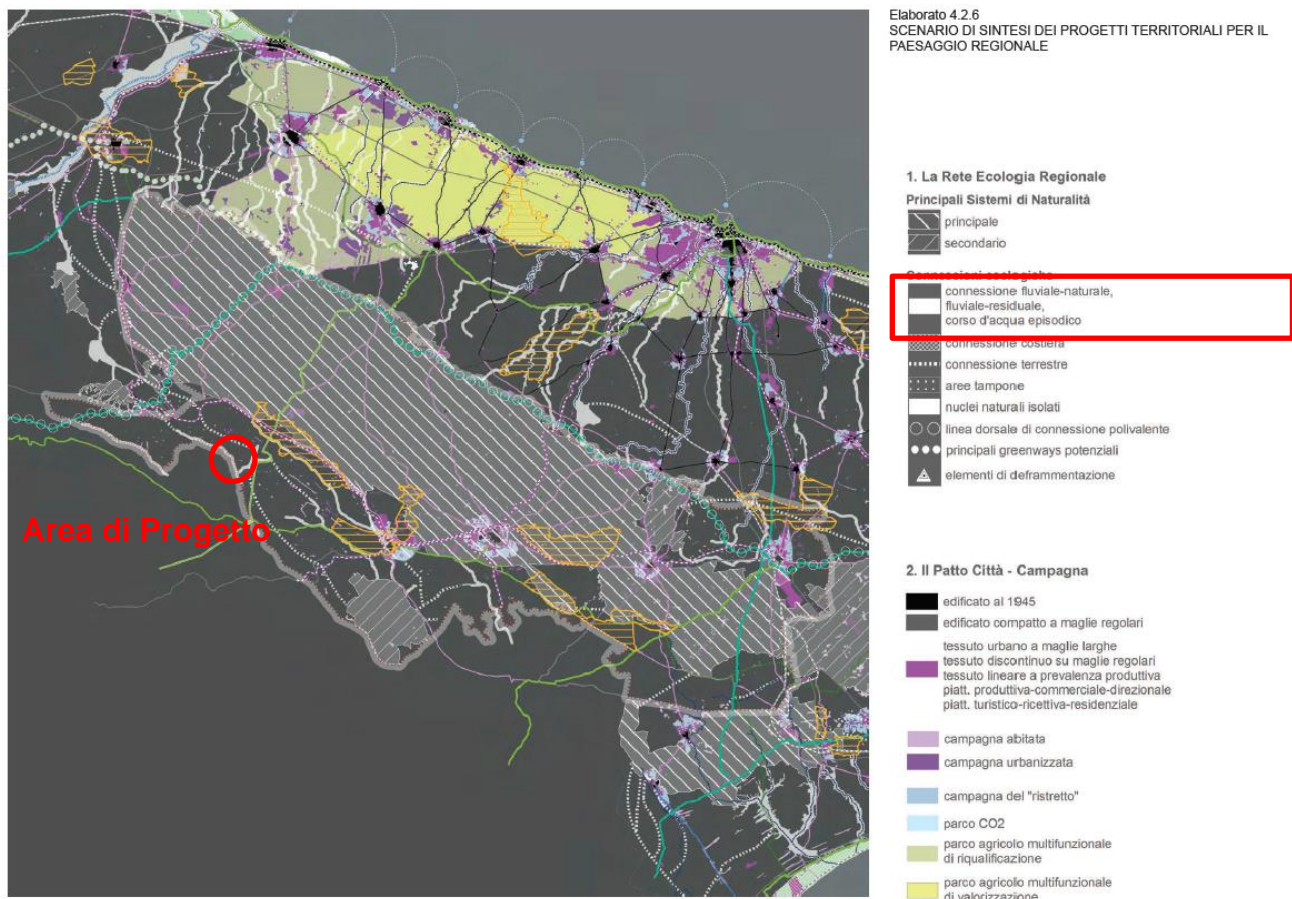 Elaborato 4.2.6
SCENARIO DI SINTESI DEI PROGETTI TERRITORIALI PER IL
PAESAGGIO REGIONALE
1. La Rete Ecologia Regionale
Principali Sistemi di Naturalità
principale
secondario
Connessioni ecologiche
connessione fluviale-naturale,
fluviale-residuale,
corso d'acqua episodico
connessione costiera
connessione terrestre
aree tampone
nuclei naturali isolati
linea dorsale di connessione polivalente
principali greenways potenziali
elementi di deframmentazione
Area di Progetto
2. Il Patto Città - Campagna
edificato al 1945
edificato compatto a maglie regolari
tessuto urbano a maglie larghe
tessuto discontinuo su maglie regolari
tessuto lineare a prevalenza produttiva
piatt. produttiva-commerciale-direzionale
piatt. turistico-ricettiva-residenziale
campagna abitata
campagna urbanizzata
campagna del "ristretto"
parco CO2
parco agricolo multifunzionale
di riqualificazione
parco agricolo multifunzionale
di valorizzazione